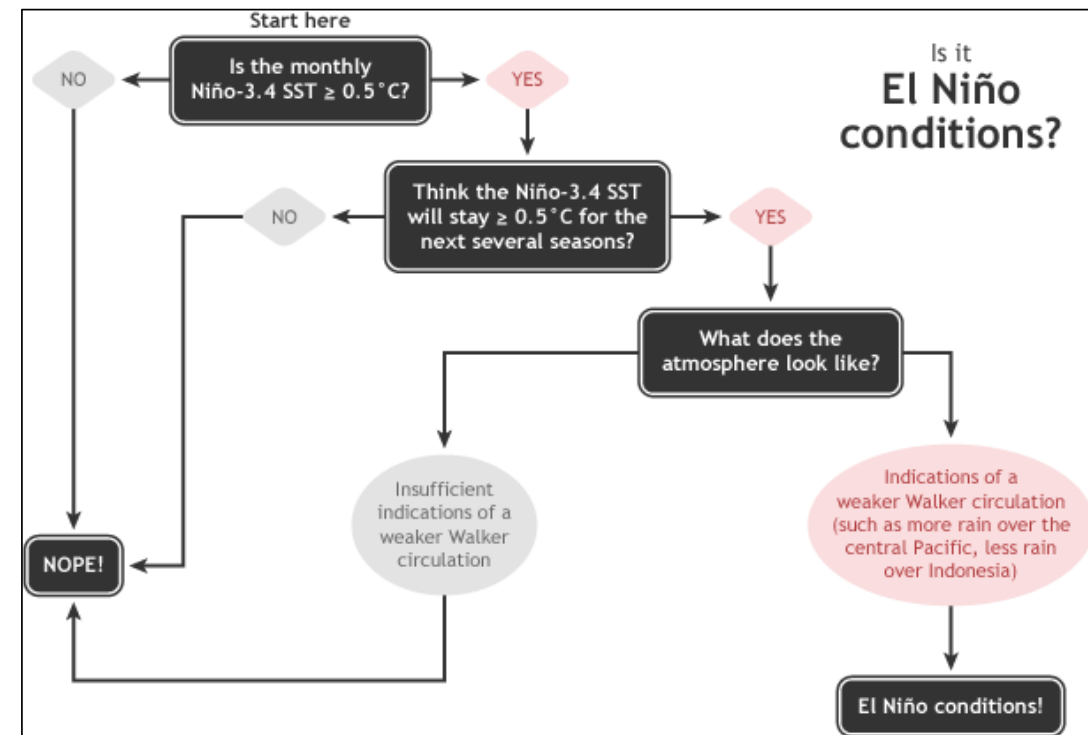 Start here
Is the monthly
Niño-3.4 SST ≥ 0.5˚C?
NO
YES
Is it
El Niño
conditions?
Think the Niño-3.4 SST
will stay ≥ 0.5˚C for the
next several seasons?
NO
YES
What does the
atmosphere look like?
Insufficient
indications of a
weaker Walker
circulation
Indications of a
weaker Walker circulation
(such as more rain over the
central Pacific, less rain
over Indonesia)
NOPE!
El Niño conditions!